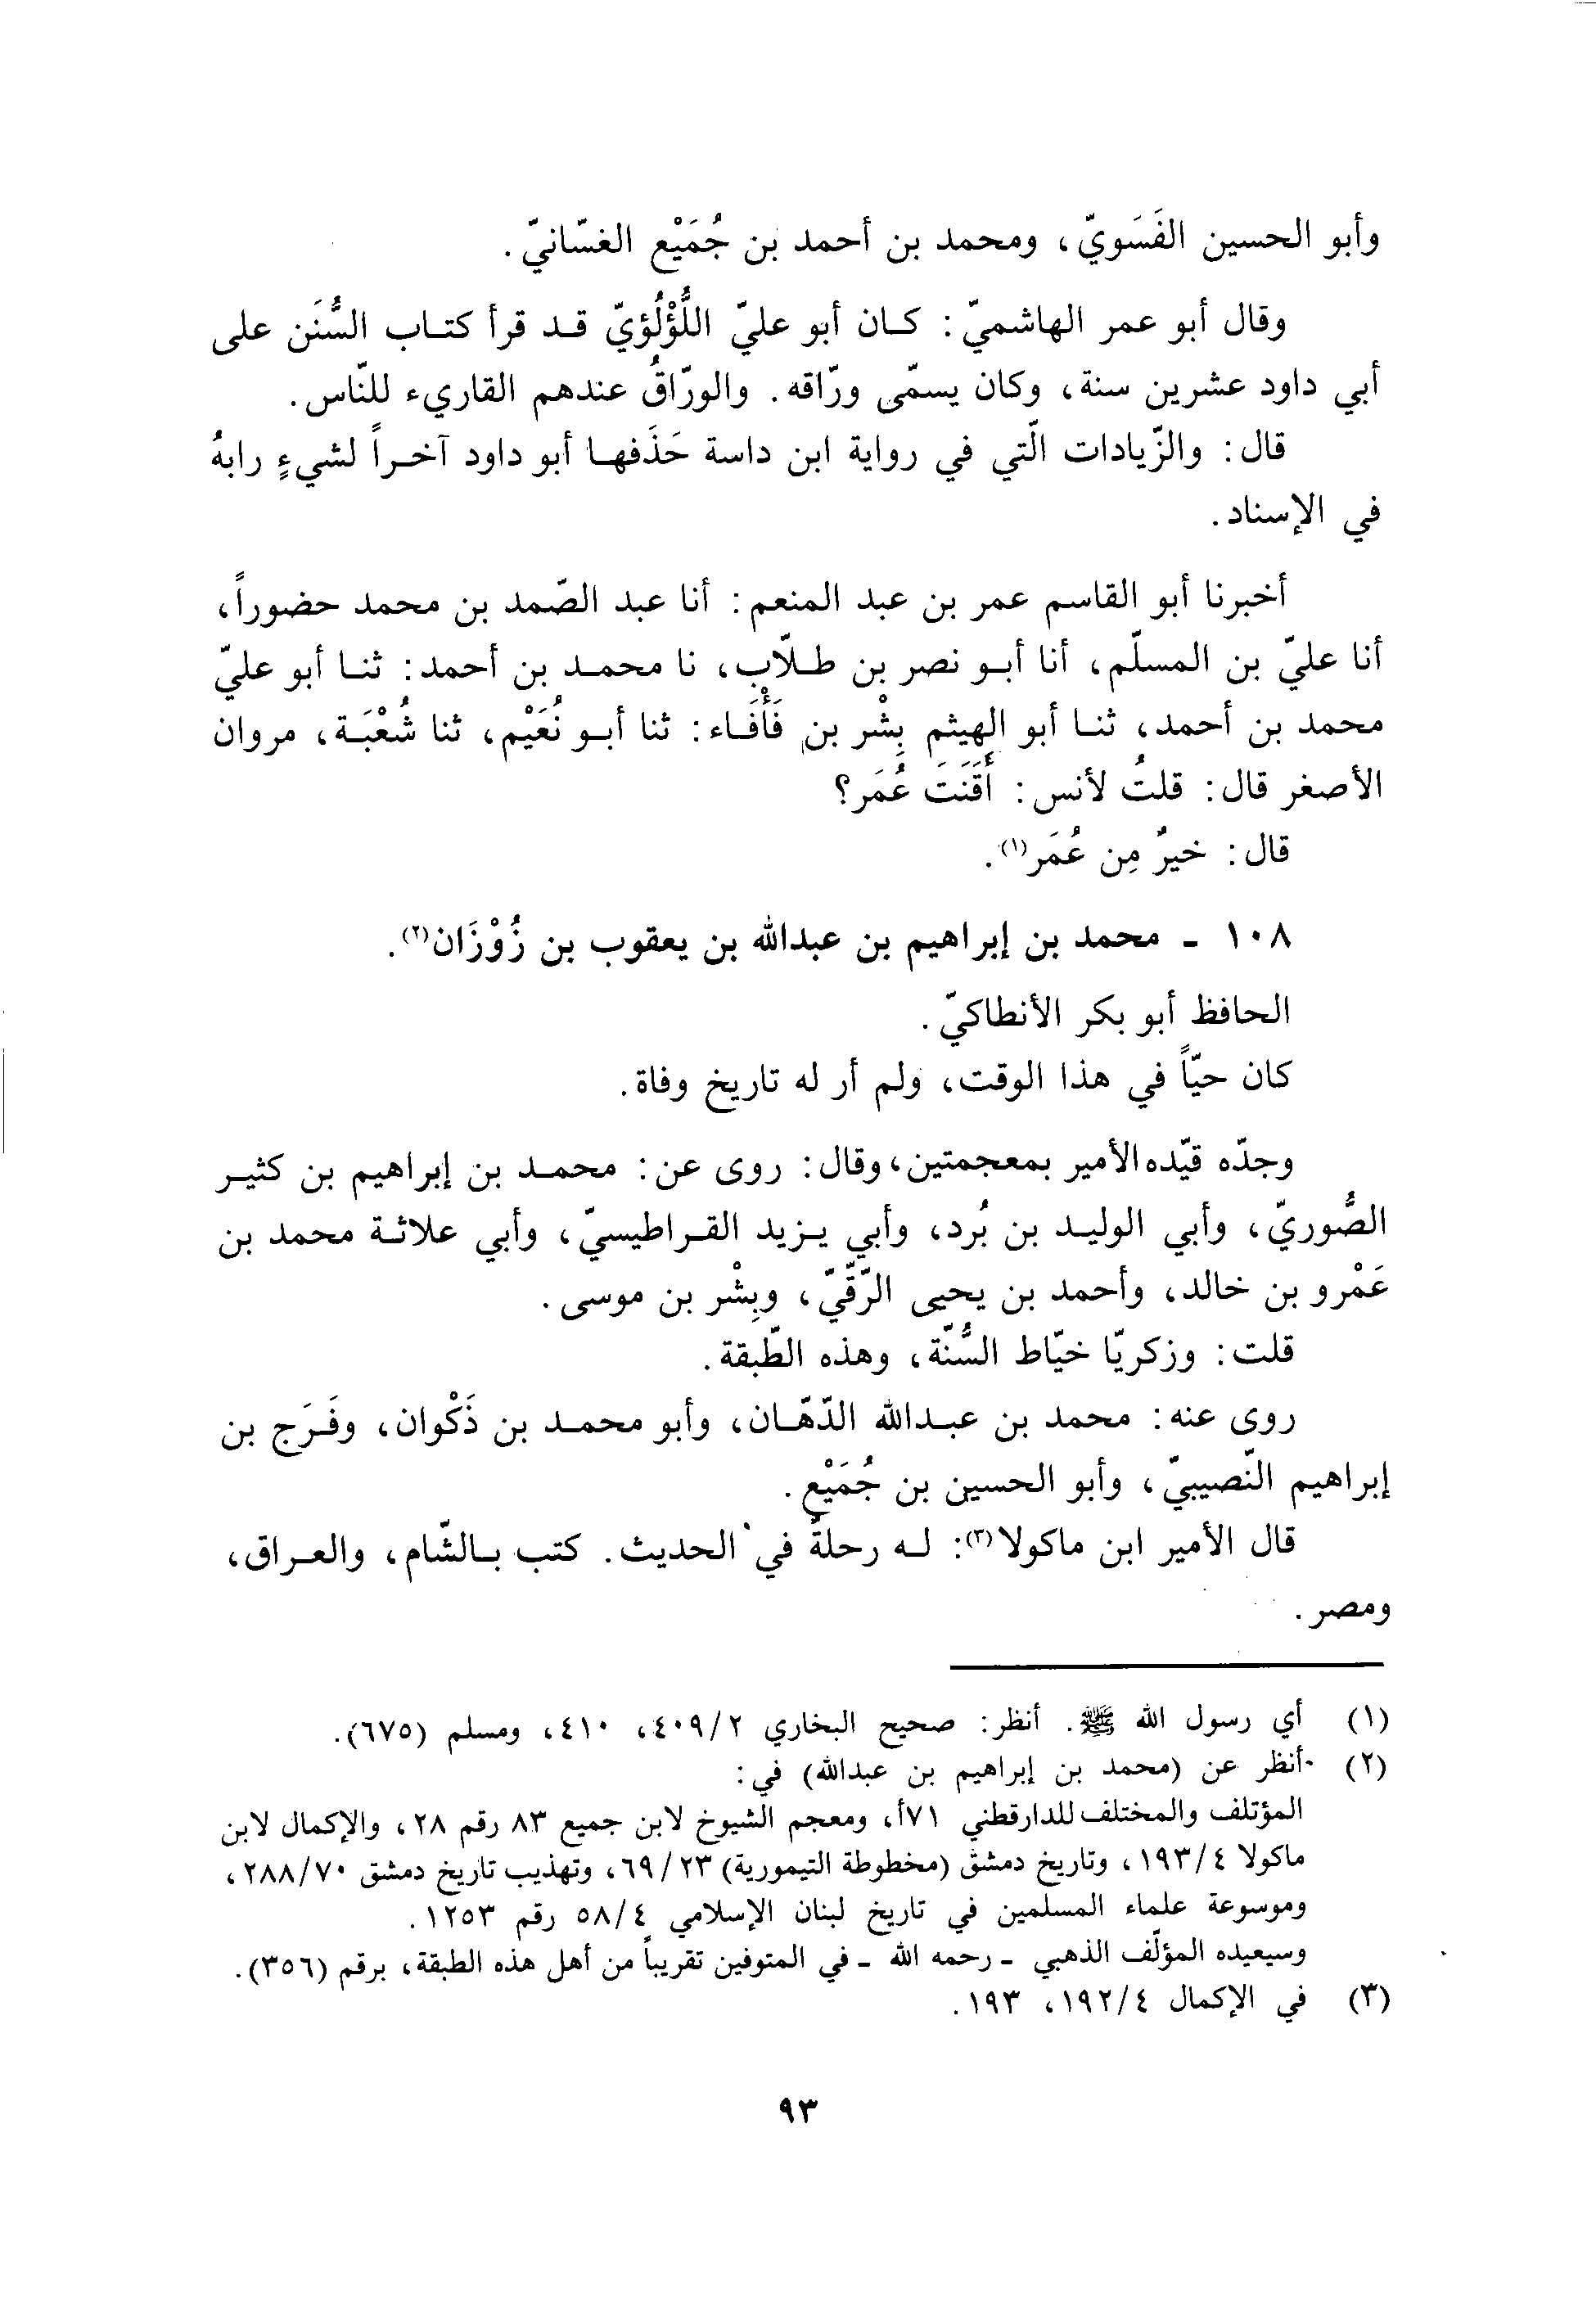 وأبو الحسين الفَسَويّ، ومحمد بن أحمد بن جُمَيْع الغسّانيّ.
وقال أبو عمر الهاشميّ: كان أبو عليّ اللُّؤْلُؤيّ قد قرأ كتاب السُّنَن على
أبي داود عشرين سنة، وكان يسمّى ورّاقه. والورّاقُ عندهم القاريء للنّاس.
قال: والزّيادات الّتي في رواية ابن داسة حَذَفها أبو داود آخراً لشيءٍ رابهُ
في الإسناد.
أخبرنا أبو القاسم عمر بن عبد المنعم: أنا عبد الصّمد بن محمد حضوراً،
أنا عليّ بن المسلّم، أنا أبو نصر بن طلّاب، نا محمد بن أحمد: ثنا أبو عليّ
محمد بن أحمد، ثنا أبو الهيثم بِشْر بن فَأْفَاء: ثنا أبو نُعَيْم، ثنا شُعْبَة، مروان
الأصغر قال: قلتُ لأنس: أَقَنَتَ عُمَر؟
قال: خيرٌ مِن عُمَر(١).
١٠٨ - محمد بن إبراهيم بن عبدالله بن يعقوب بن زُوْزَان(٢).
الحافظ أبو بكر الأنطاكيّ.
كان حيّاً في هذا الوقت، ولم أر له تاريخ وفاة.
وجدّه قيّده الأمير بمعجمتين، وقال: روى عن: محمد بن إبراهيم بن كثير
الصُّوريّ، وأبي الوليد بن بُرد، وأبي يزيد القراطيسيّ، وأبي علاثة محمد بن
عَمْرو بن خالد، وأحمد بن يحيى الرّقّيّ، وبِشْر بن موسى.
قلت: وزكريّا خيّاط السُّنّة، وهذه الطّبقة.
روى عنه: محمد بن عبدالله الدّهّان، وأبو محمد بن ذَكْوان، وفَرَج بن
إبراهيم النّصيبيّ، وأبو الحسين بن جُمَيْع.
قال الأمير ابن ماكولا(٣): له رحلةٌ في الحديث. كتب بالشّام، والعراق،
ومصر.
(١) أي رسول الله ﷺ. أنظر: صحيح البخاري ٤٠٩/٢، ٤١٠، ومسلم (٦٧٥).
(٢) أنظر عن (محمد بن إبراهيم بن عبدالله) في:
المؤتلف والمختلف للدارقطني ٧١أ، ومعجم الشيوخ لابن جميع ٨٣ رقم ٢٨، والإكمال لابن
ماكولا ١٩٣/٤، وتاريخ دمشق (مخطوطة التيمورية) ٦٩/٢٣، وتهذيب تاريخ دمشق ٢٨٨/٧٠،
وموسوعة علماء المسلمين في تاريخ لبنان الإسلامي ٥٨/٤ رقم ١٢٥٣.
وسيعيده المؤلّف الذهبي - رحمه الله - في المتوفين تقريباً من أهل هذه الطبقة، برقم (٣٥٦).
(٣) في الإكمال ١٩٢/٤، ١٩٣.
٩٣